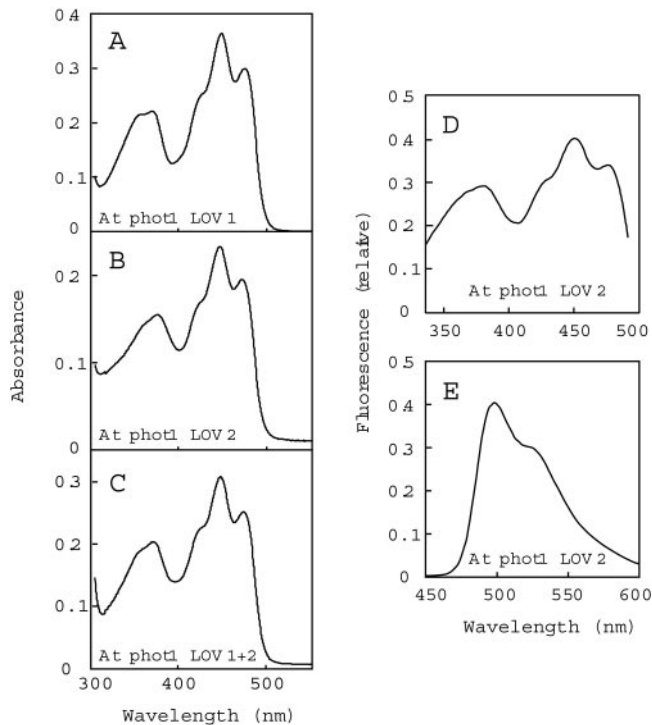 0.4
A
0.3
0.2
0.1
0
At phot1 LOV 1
B
0.2
0.1
0
At phot1 LOV 2
C
0.3
0.2
0.1
0
At phot1 LOV 1+2
300 400 500
Wavelength (nm)
Absorbance
0.5
D
0.4
0.3
0.2
0.1
0
At phot1 LOV 2
350 400 450 500
0.5
E
0.4
0.3
0.2
0.1
0
At phot1 LOV 2
450 500 550 600
Wavelength (nm)
Fluorescence (relative)